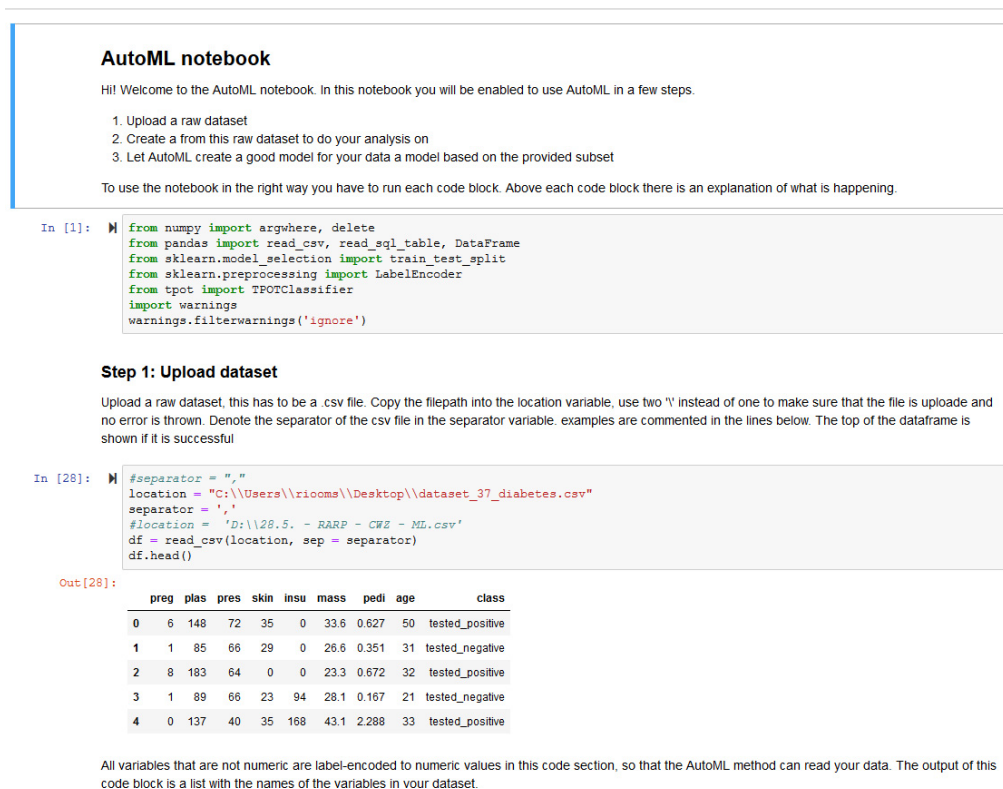 AutoML notebook
Hi! Welcome to the AutoML notebook. In this notebook you will be enabled to use AutoML in a few steps.
1. Upload a raw dataset
2. Create a from this raw dataset to do your analysis on
3. Let AutoML create a good model for your data a model based on the provided subset
To use the notebook in the right way you have to run each code block. Above each code block there is an explanation of what is happening.
In [1]:
from numpy import argwhere, delete
from pandas import read_csv, read_sql_table, DataFrame
from sklearn.model_selection import train_test_split
from sklearn.preprocessing import LabelEncoder
from tpot import TPOTClassifier
import warnings
warnings.filterwarnings('ignore')
Step 1: Upload dataset
Upload a raw dataset, this has to be a .csv file. Copy the filepath into the location variable, use two '\' instead of one to make sure that the file is uploade and
no error is thrown. Denote the separator of the csv file in the separator variable. examples are commented in the lines below. The top of the dataframe is
shown if it is successful
In [28]:
#separator = ","
location = "C:\\Users\\riooms\\Desktop\\dataset_37_diabetes.csv"
separator = ','
#location = 'D:\\28.5. - RARP - CWZ - ML.csv'
df = read_csv(location, sep = separator)
df.head()
Out[28]:
preg plas pres skin insu mass pedi age class
0 6 148 72 35 0 33.6 0.627 50 tested_positive
1 1 85 66 29 0 26.6 0.351 31 tested_negative
2 8 183 64 0 0 23.3 0.672 32 tested_positive
3 1 89 66 23 94 28.1 0.167 21 tested_negative
4 0 137 40 35 168 43.1 2.288 33 tested_positive
All variables that are not numeric are label-encoded to numeric values in this code section, so that the AutoML method can read your data. The output of this
code block is a list with the names of the variables in your dataset.